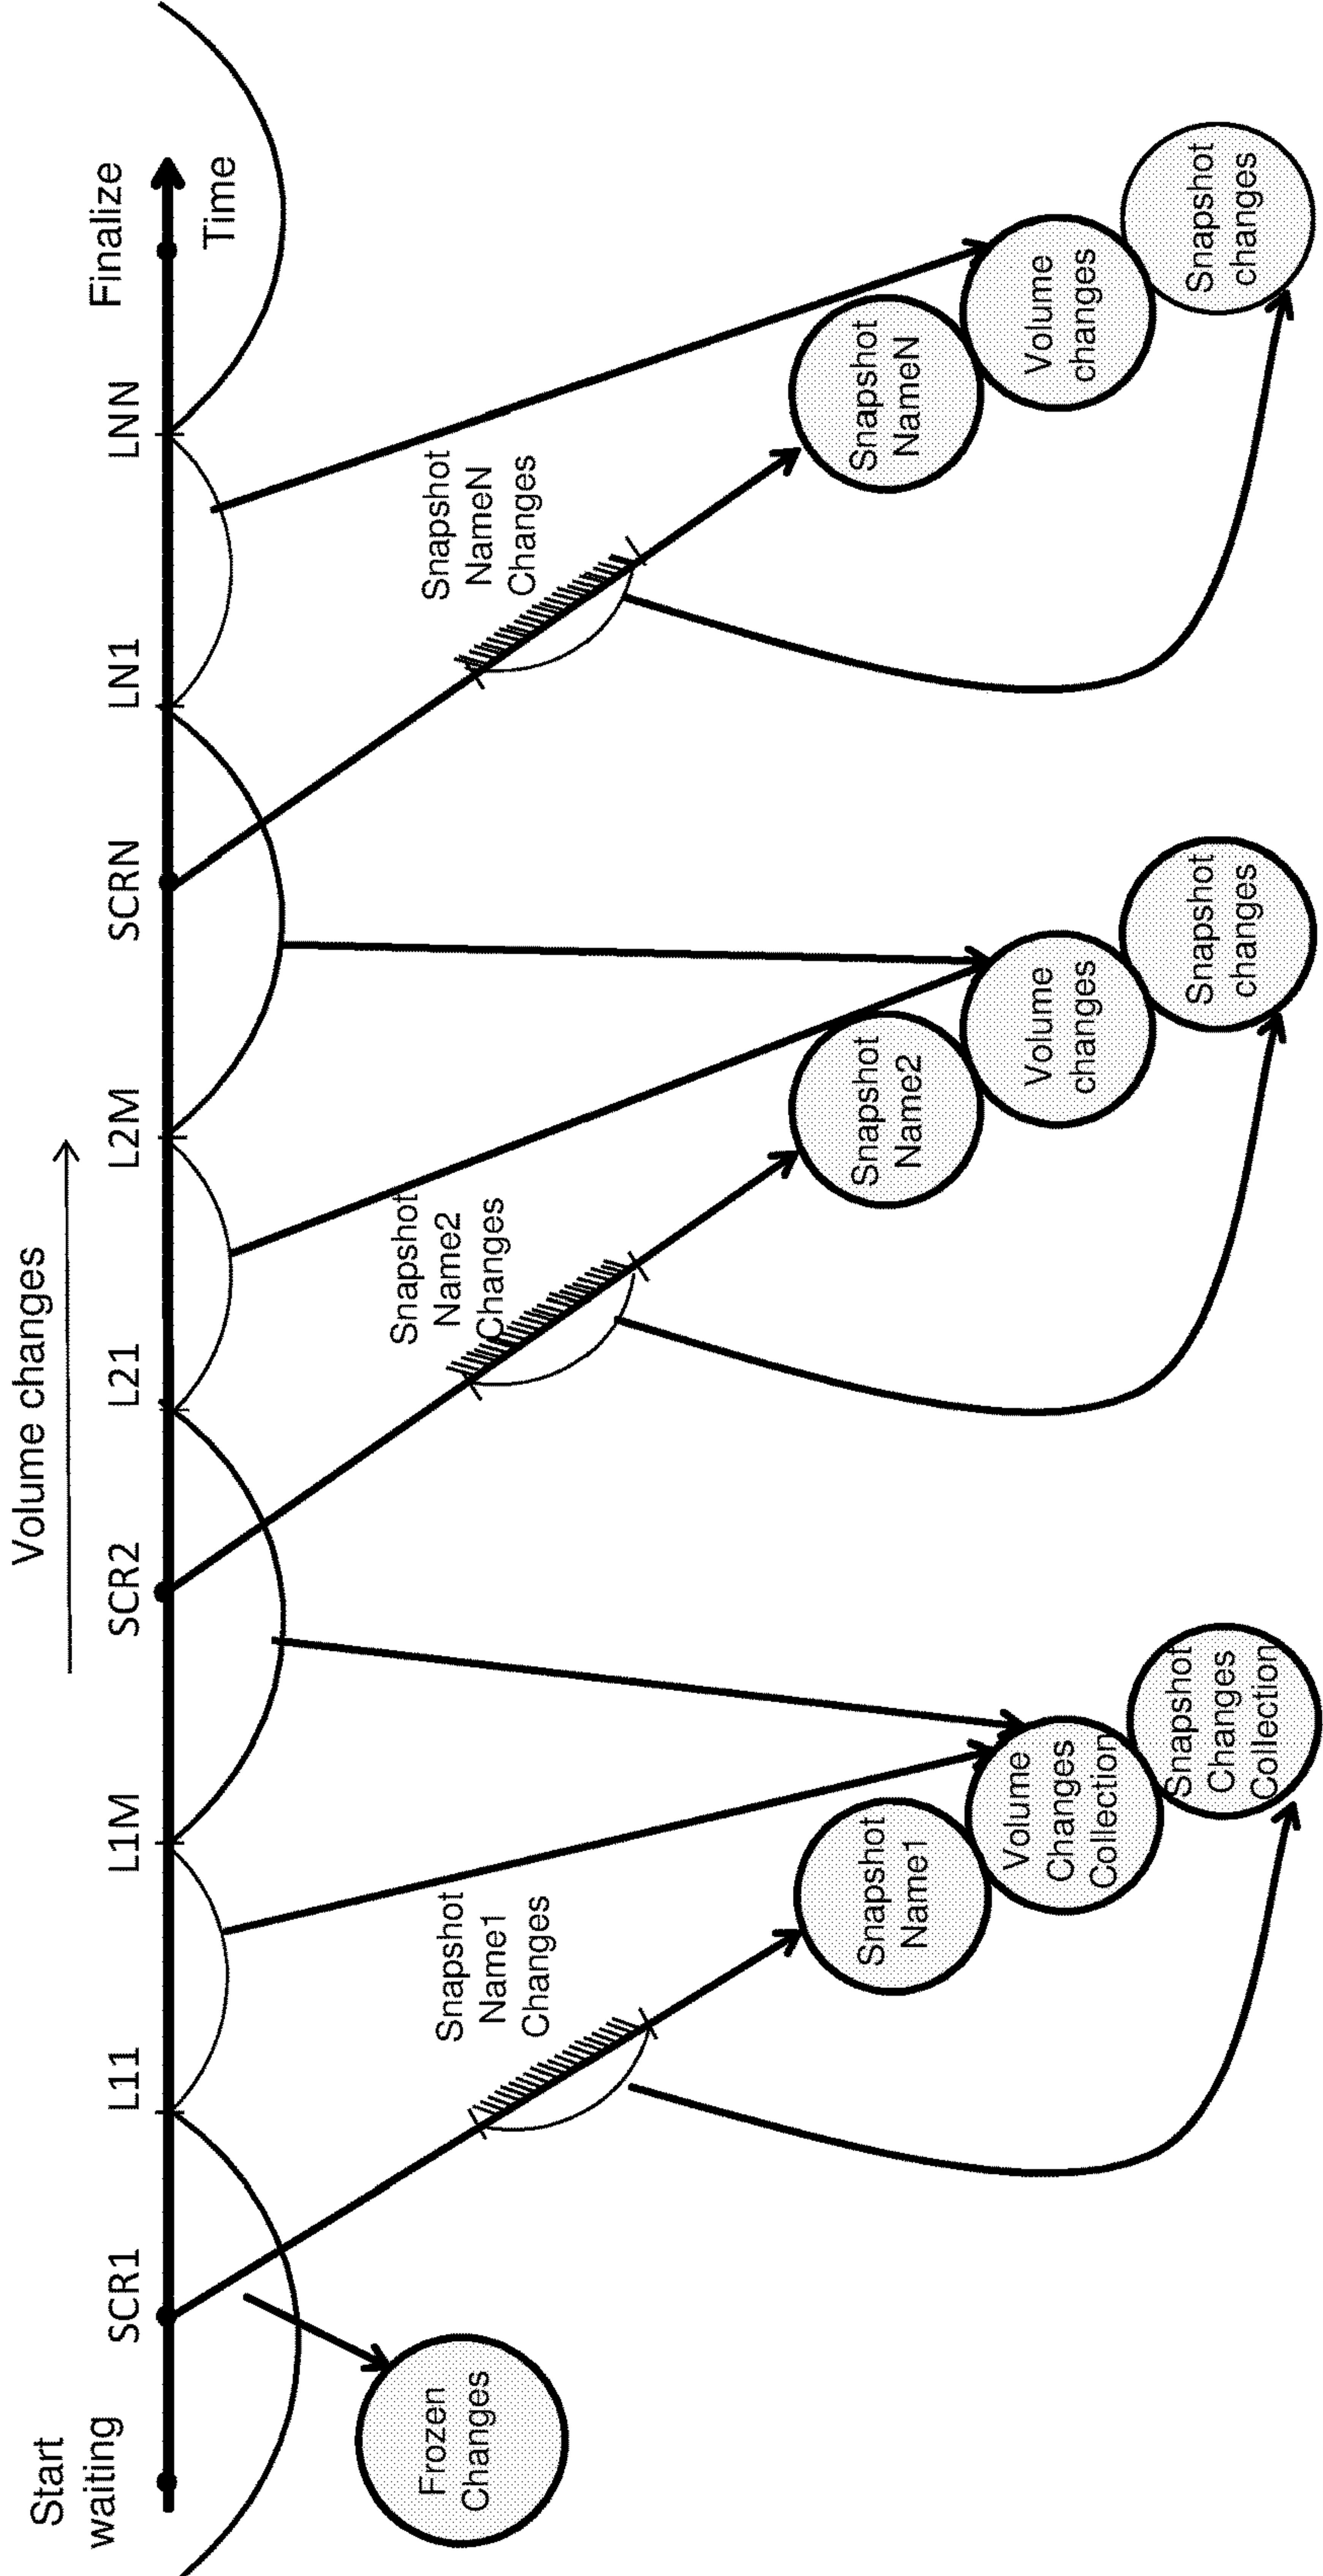 Volume changes
Start
waiting
SCR1
L11
L1M
SCR2
L21
L2M
SCRN
LN1
LNN
Finalize
Time
Snapshot
Name1
Changes
Snapshot
Name2
Changes
Snapshot
NameN
Changes
Frozen
Changes
Snapshot
Name1
Volume
Changes
Collection
Snapshot
Changes
Collection
Snapshot
Name2
Volume
changes
Snapshot
changes
Snapshot
NameN
Volume
changes
Snapshot
changes